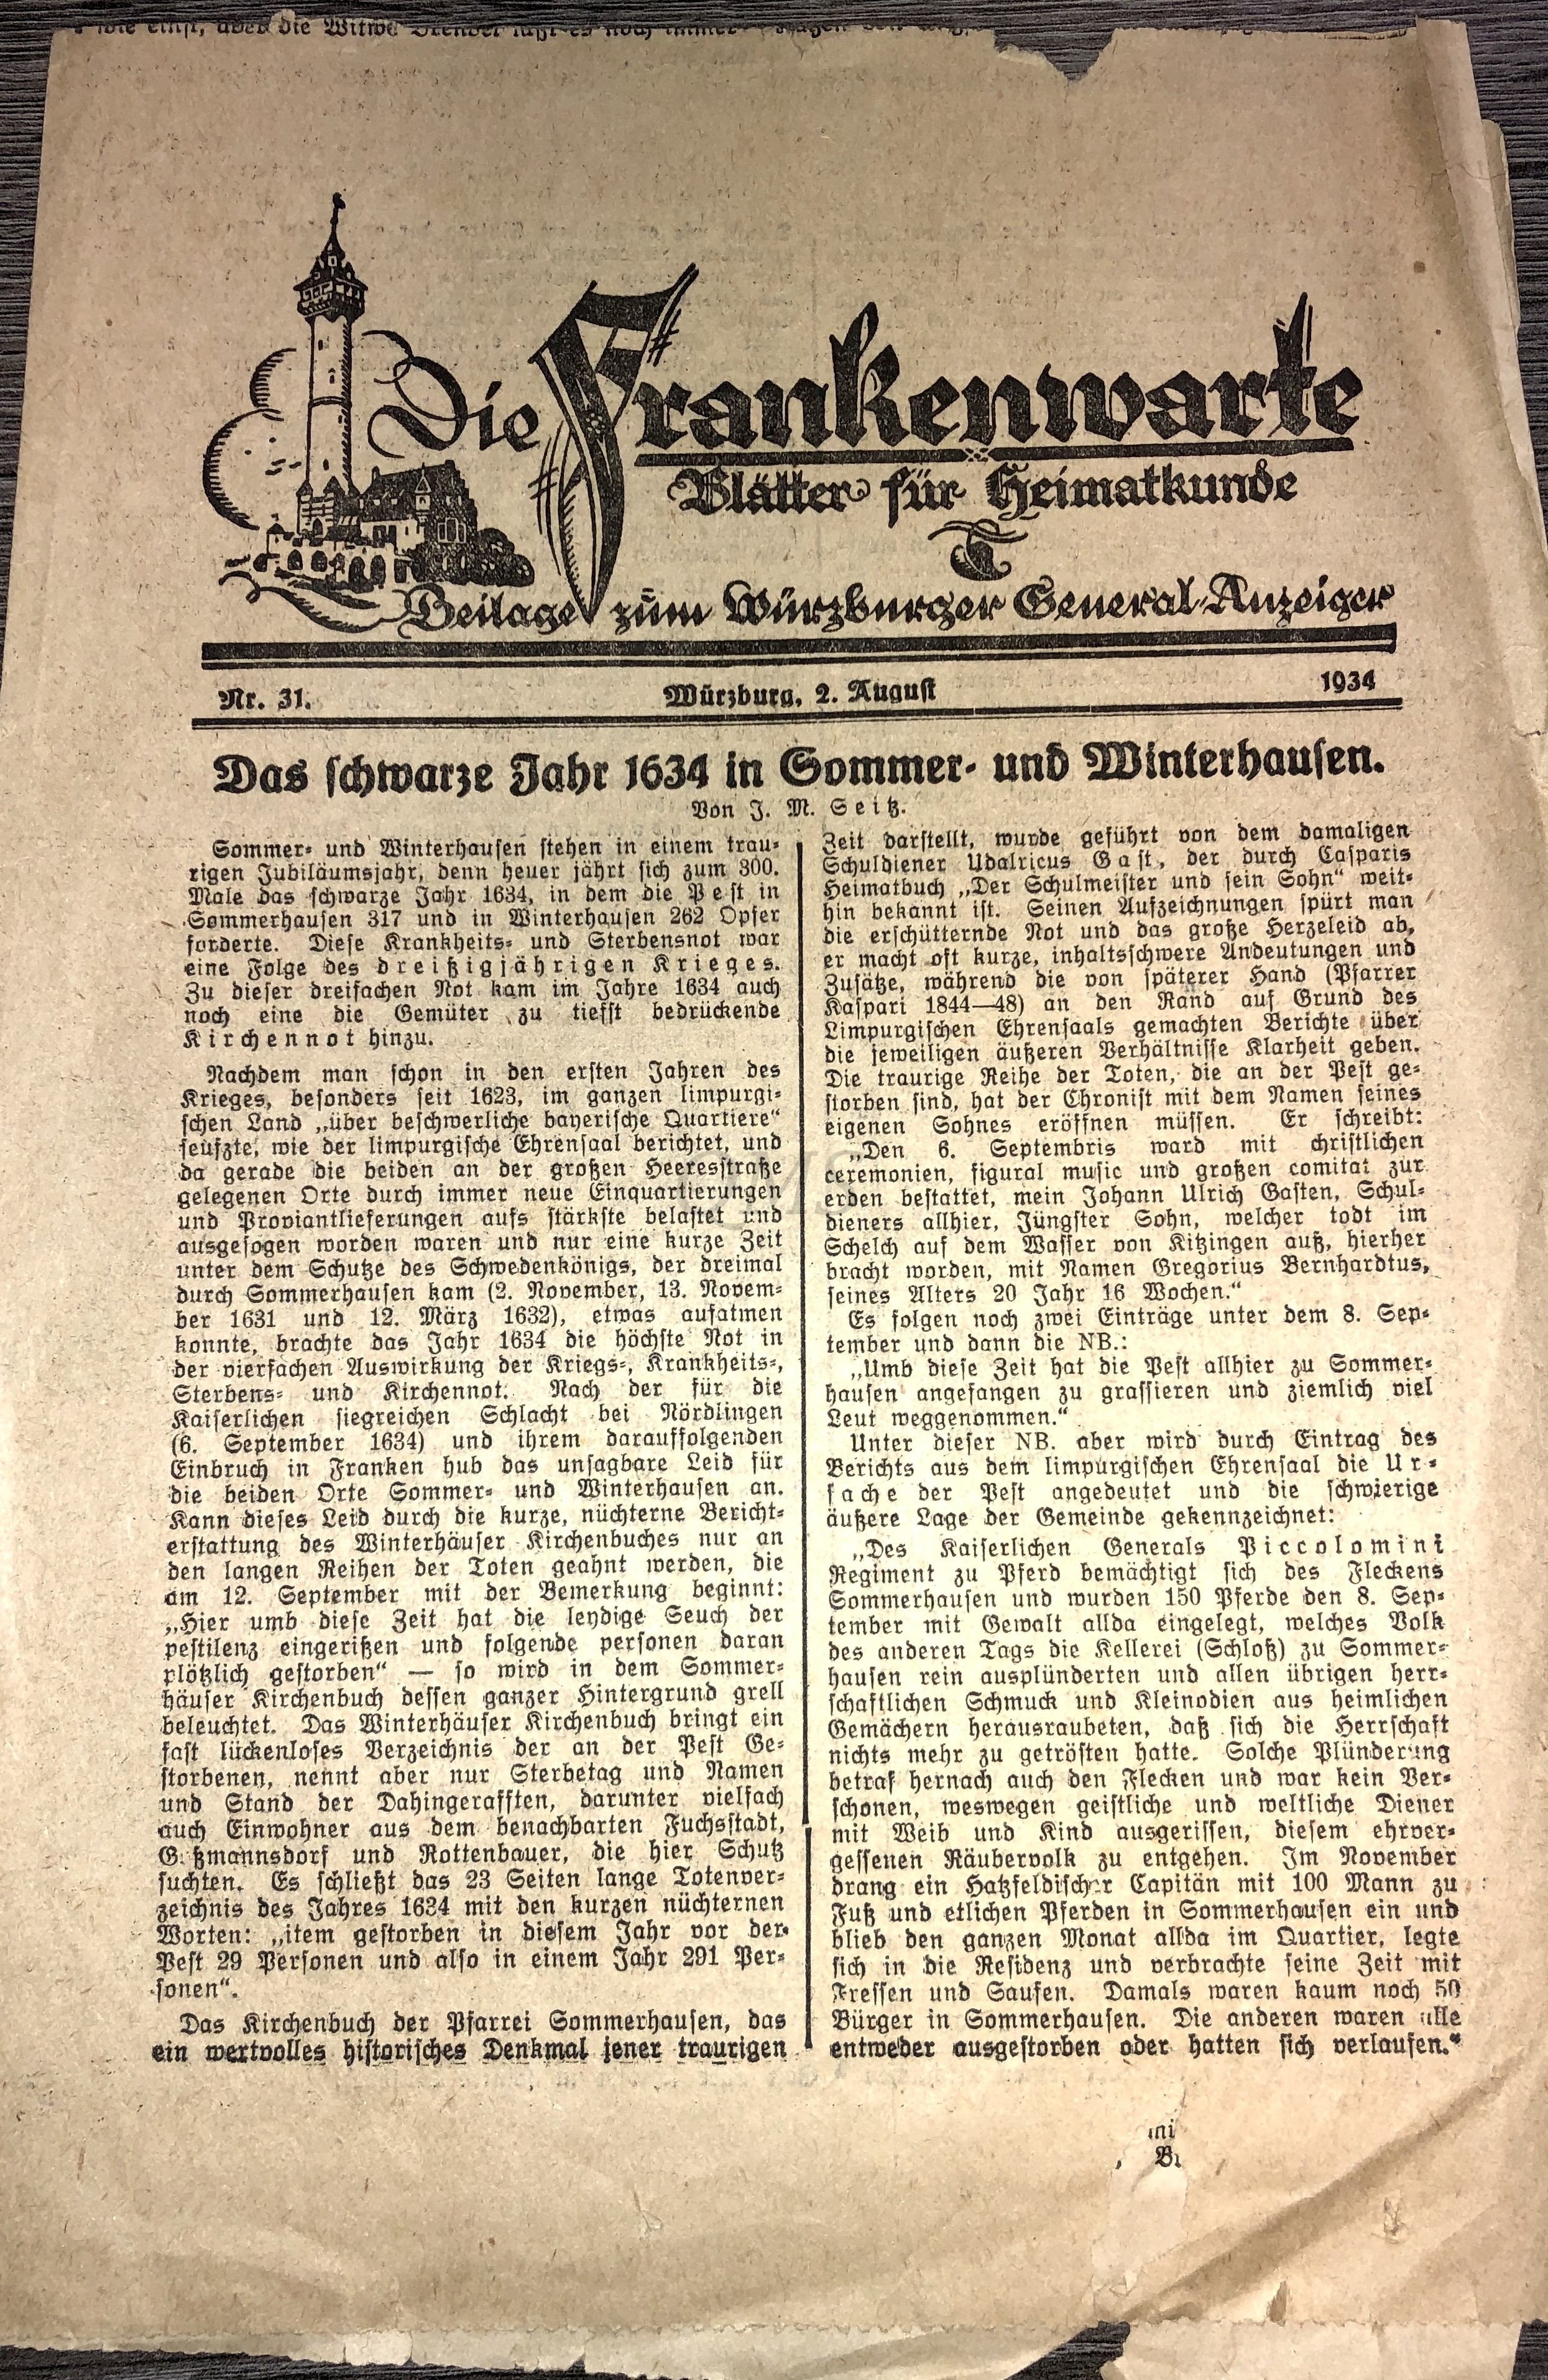 Die Frankenwarte
Blätter für Heimatkunde
Beilage zum Würzburger General-Anzeiger
Nr. 31. Würzburg, 2. August 1934
Das schwarze Jahr 1634 in Sommer- und Winterhausen.
Von J. M. Seitz.
Sommer- und Winterhausen stehen in einem trau-
rigen Jubiläumsjahr, denn heuer jährt sich zum 300.
Male das schwarze Jahr 1634, in dem die Pest in
Sommerhausen 317 und in Winterhausen 262 Opfer
forderte. Diese Krankheits- und Sterbensnot war
eine Folge des dreißigjährigen Krieges.
Zu dieser dreifachen Not kam im Jahre 1634 auch
noch eine die Gemüter zu tiefst bedrückende
Kirchennot hinzu.
Nachdem man schon in den ersten Jahren des
Krieges, besonders seit 1623, im ganzen limpurgi-
schen Land „über beschwerliche bayerische Quartiere“
seufzte, wie der limpurgische Ehrensaal berichtet, und
da gerade die beiden an der großen Heeresstraße
gelegenen Orte durch immer neue Einquartierungen
und Proviantlieferungen aufs stärkste belastet und
ausgesogen worden waren und nur eine kurze Zeit
unter dem Schutze des Schwedenkönigs, der dreimal
durch Sommerhausen kam (2. November, 13. Novem-
ber 1631 und 12. März 1632), etwas aufatmen
konnte, brachte das Jahr 1634 die höchste Not in
der vierfachen Auswirkung der Kriegs-, Krankheits-,
Sterbens- und Kirchennot. Nach der für die
Kaiserlichen siegreichen Schlacht bei Nördlingen
(6. September 1634) und ihrem darauffolgenden
Einbruch in Franken hub das unsagbare Leid für
die beiden Orte Sommer- und Winterhausen an.
Kann dieses Leid durch die kurze, nüchterne Bericht-
erstattung des Winterhäuser Kirchenbuches nur an
den langen Reihen der Toten geahnt werden, die
am 12. September mit der Bemerkung beginnt:
„Hier umb diese Zeit hat die leydige Seuch der
pestilenz eingerißen und folgende personen daran
plötzlich gestorben“ — so wird in dem Sommer-
häuser Kirchenbuch dessen ganzer Hintergrund grell
beleuchtet. Das Winterhäuser Kirchenbuch bringt ein
fast lückenloses Verzeichnis der an der Pest Ge-
storbenen, nennt aber nur Sterbetag und Namen
und Stand der Dahingerafften, darunter vielfach
auch Einwohner aus dem benachbarten Fuchsstadt,
Gßmannsdorf und Rottenbauer, die hier Schutz
suchten. Es schließt das 23 Seiten lange Totenver-
zeichnis des Jahres 1634 mit den kurzen nüchternen
Worten: „item gestorben in diesem Jahr vor der
Pest 29 Personen und also in einem Jahr 291 Per-
sonen“.
Das Kirchenbuch der Pfarrei Sommerhausen, das
ein wertvolles historisches Denkmal jener traurigen
Zeit darstellt, wurde geführt von dem damaligen
Schuldiener Udalricus Gast, der durch Casparis
Heimatbuch „Der Schulmeister und sein Sohn“ weit-
hin bekannt ist. Seinen Aufzeichnungen spürt man
die erschütternde Not und das große Herzeleid ab,
er macht oft kurze, inhaltsschwere Andeutungen und
Zusätze, während die von späterer Hand (Pfarrer
Kaspari 1844—48) an den Rand auf Grund des
Limpurgischen Ehrensaals gemachten Berichte über
die jeweiligen äußeren Verhältnisse Klarheit geben.
Die traurige Reihe der Toten, die an der Pest ge-
storben sind, hat der Chronist mit dem Namen seines
eigenen Sohnes eröffnen müssen. Er schreibt:
„Den 6. Septembris ward mit christlichen
ceremonien, figural music und großen comitat zur
erden bestattet, mein Johann Ulrich Gasten, Schul-
dieners allhier, Jüngster Sohn, welcher todt im
Schelch auf dem Wasser von Kitzingen auß, hierher
bracht worden, mit Namen Gregorius Bernhardtus,
seines Alters 20 Jahr 16 Wochen.“
Es folgen noch zwei Einträge unter dem 8. Sep-
tember und dann die NB.:
„Umb diese Zeit hat die Pest allhier zu Sommer-
hausen angefangen zu grassieren und ziemlich viel
Leut weggenommen.“
Unter dieser NB. aber wird durch Eintrag des
Berichts aus dem limpurgischen Ehrensaal die Ur-
sache der Pest angedeutet und die schwierige
äußere Lage der Gemeinde gekennzeichnet:
„Des Kaiserlichen Generals Piccolomini
Regiment zu Pferd bemächtigt sich des Fleckens
Sommerhausen und wurden 150 Pferde den 8. Sep-
tember mit Gewalt allda eingelegt, welches Volk
des anderen Tags die Kellerei (Schloß) zu Sommer-
hausen rein ausplünderten und allen übrigen herr-
schaftlichen Schmuck und Kleinodien aus heimlichen
Gemächern herausraubeten, daß sich die Herrschaft
nichts mehr zu getrösten hatte. Solche Plünderung
betraf hernach auch den Flecken und war kein Ver-
schonen, weswegen geistliche und weltliche Diener
mit Weib und Kind ausgerissen, diesem ehrver-
gessenen Räubervolk zu entgehen. Im November
drang ein Hatzfeldischer Capitän mit 100 Mann zu
Fuß und etlichen Pferden in Sommerhausen ein und
blieb den ganzen Monat allda im Quartier, legte
sich in die Residenz und verbrachte seine Zeit mit
Fressen und Saufen. Damals waren kaum noch 50
Bürger in Sommerhausen. Die anderen waren alle
entweder ausgestorben oder hatten sich verlaufen.“